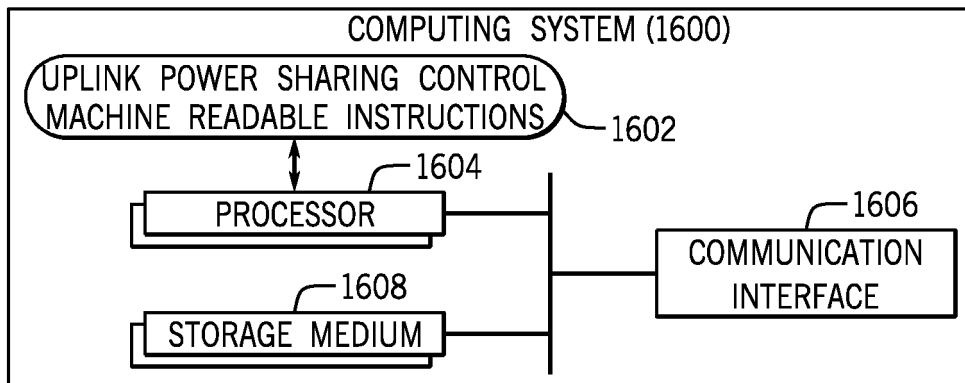 COMPUTING SYSTEM (1600)
UPLINK POWER SHARING CONTROL
MACHINE READABLE INSTRUCTIONS
1602
1604
PROCESSOR
1606
COMMUNICATION
INTERFACE
1608
STORAGE MEDIUM